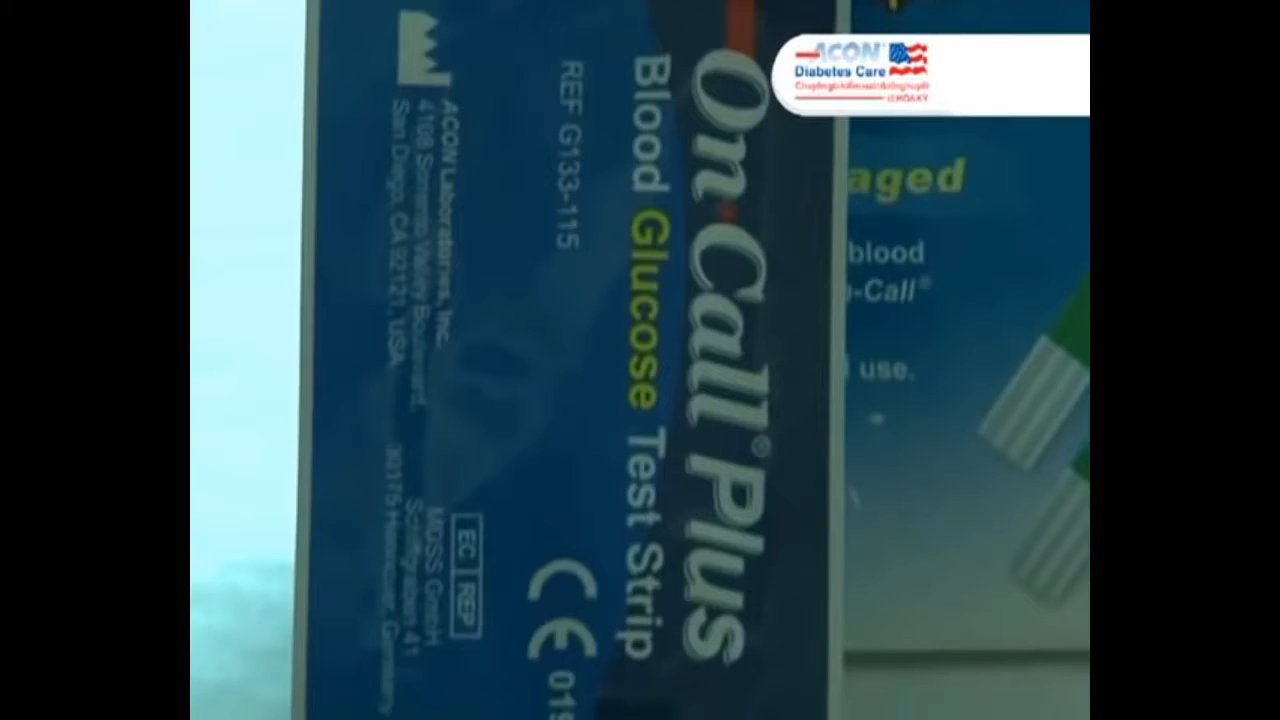 On·Call® Plus
Blood Glucose Test Strip
REF G133-115
ACON Laboratories, Inc.
4108 Sorrento Valley Boulevard,
San Diego, CA 92121, USA
EC REP
MDSS GmbH
Schiffgraben 41
30175 Hannover, Germany
CE 019
ACON
Diabetes Care
aged
blood
-Call®
use.